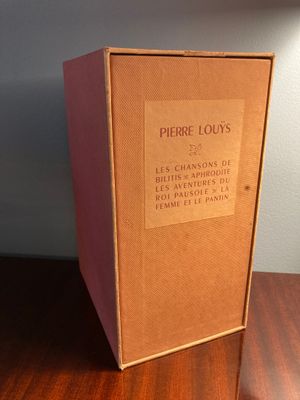 PIERRE LOUŸS
LES CHANSONS DE
BILITIS APHRODITE
LES AVENTURES DU
ROI PAUSOLE LA
FEMME ET LE PANTIN